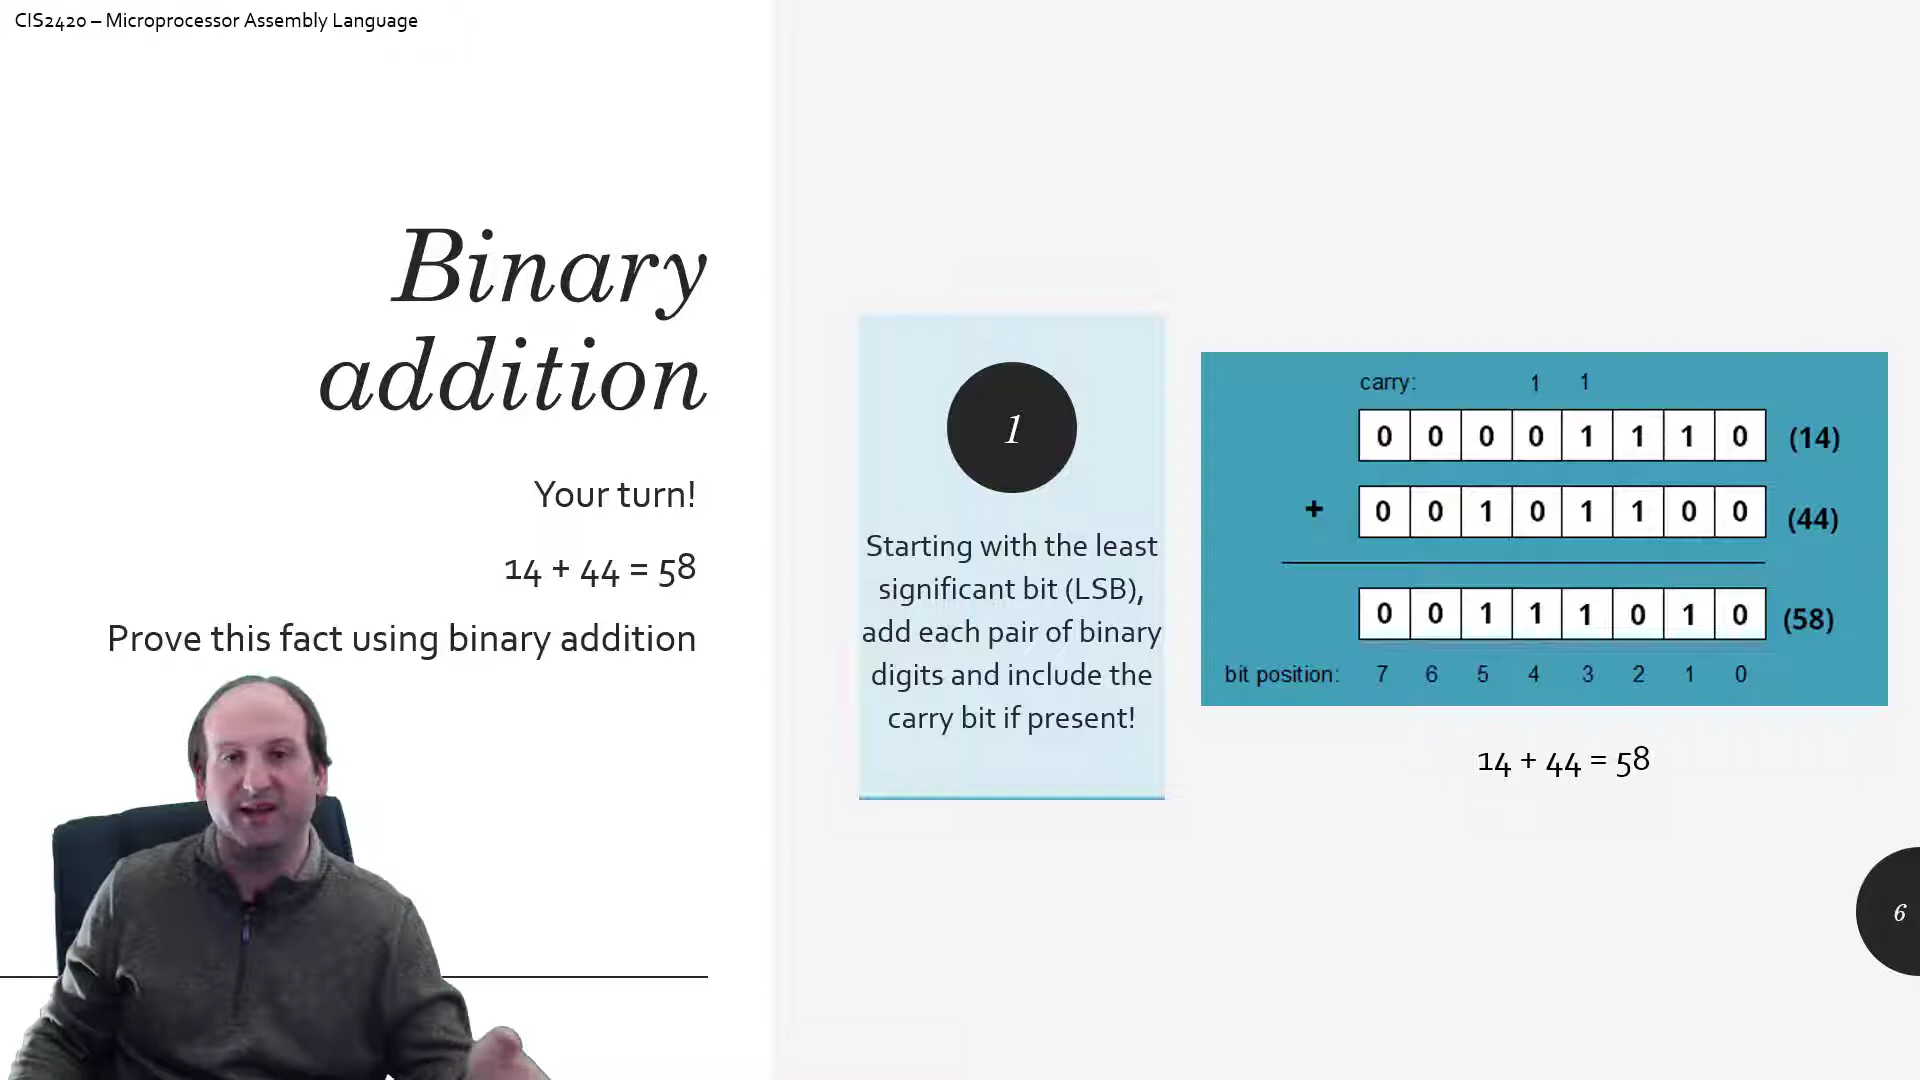 CIS2420 – Microprocessor Assembly Language
Binary
addition
Your turn!
14 + 44 = 58
Prove this fact using binary addition
1
Starting with the least
significant bit (LSB),
add each pair of binary
digits and include the
carry bit if present!
carry: 1 1
0 0 0 0 1 1 1 0 (14)
+ 0 0 1 0 1 1 0 0 (44)
0 0 1 1 1 0 1 0 (58)
bit position: 7 6 5 4 3 2 1 0
14 + 44 = 58
6